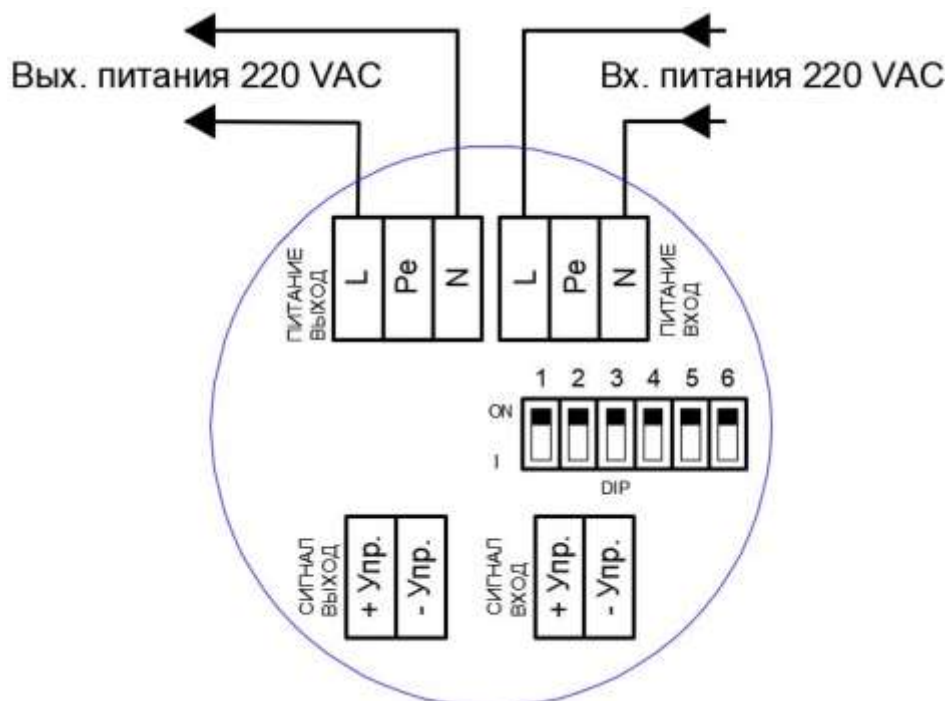 Вых. питания 220 VAC
Вх. питания 220 VAC
ПИТАНИЕ
ВЫХОД
L
Pe
N
L
Pe
N
ПИТАНИЕ
ВХОД
1 2 3 4 5 6
ON
I
DIP
СИГНАЛ
ВЫХОД
+ Упр.
- Упр.
СИГНАЛ
ВХОД
+ Упр.
- Упр.